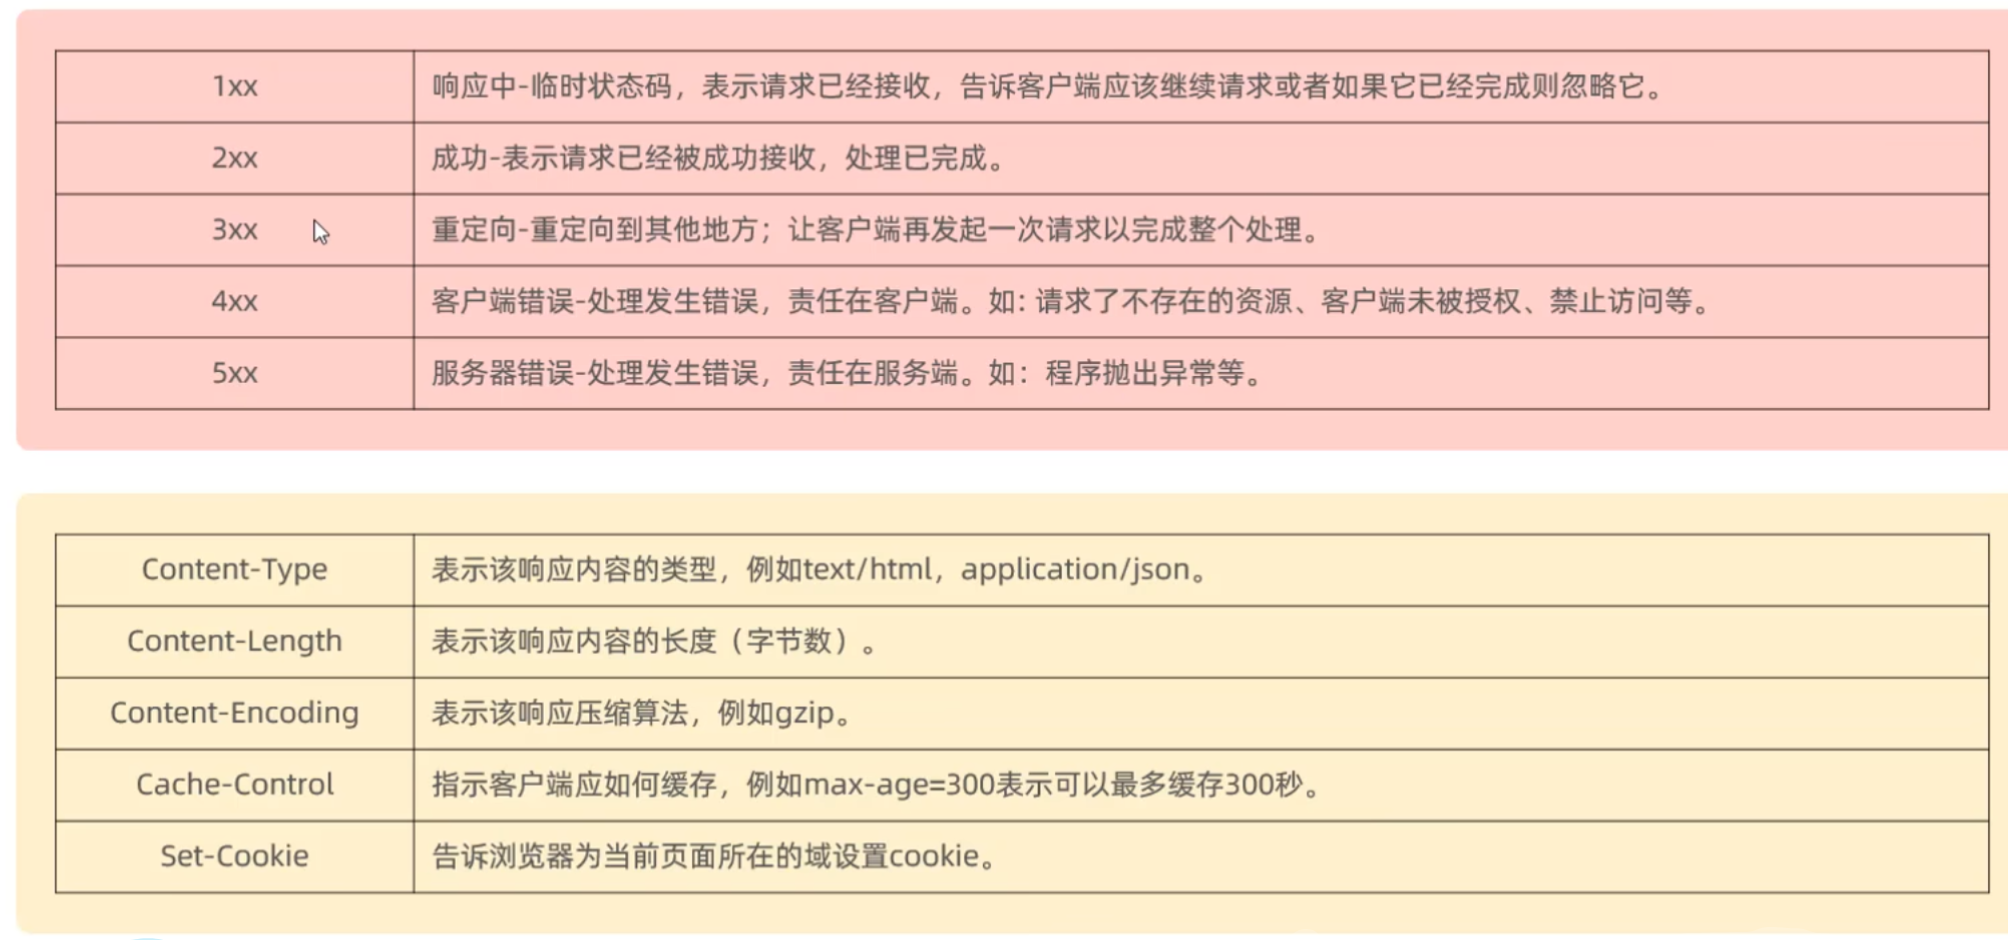 1xx 响应中-临时状态码，表示请求已经接收，告诉客户端应该继续请求或者如果它已经完成则忽略它。
2xx 成功-表示请求已经被成功接收，处理已完成。
3xx 重定向-重定向到其他地方；让客户端再发起一次请求以完成整个处理。
4xx 客户端错误-处理发生错误，责任在客户端。如: 请求了不存在的资源、客户端未被授权、禁止访问等。
5xx 服务器错误-处理发生错误，责任在服务端。如：程序抛出异常等。
Content-Type 表示该响应内容的类型，例如text/html，application/json。
Content-Length 表示该响应内容的长度（字节数）。
Content-Encoding 表示该响应压缩算法，例如gzip。
Cache-Control 指示客户端应如何缓存，例如max-age=300表示可以最多缓存300秒。
Set-Cookie 告诉浏览器为当前页面所在的域设置cookie。